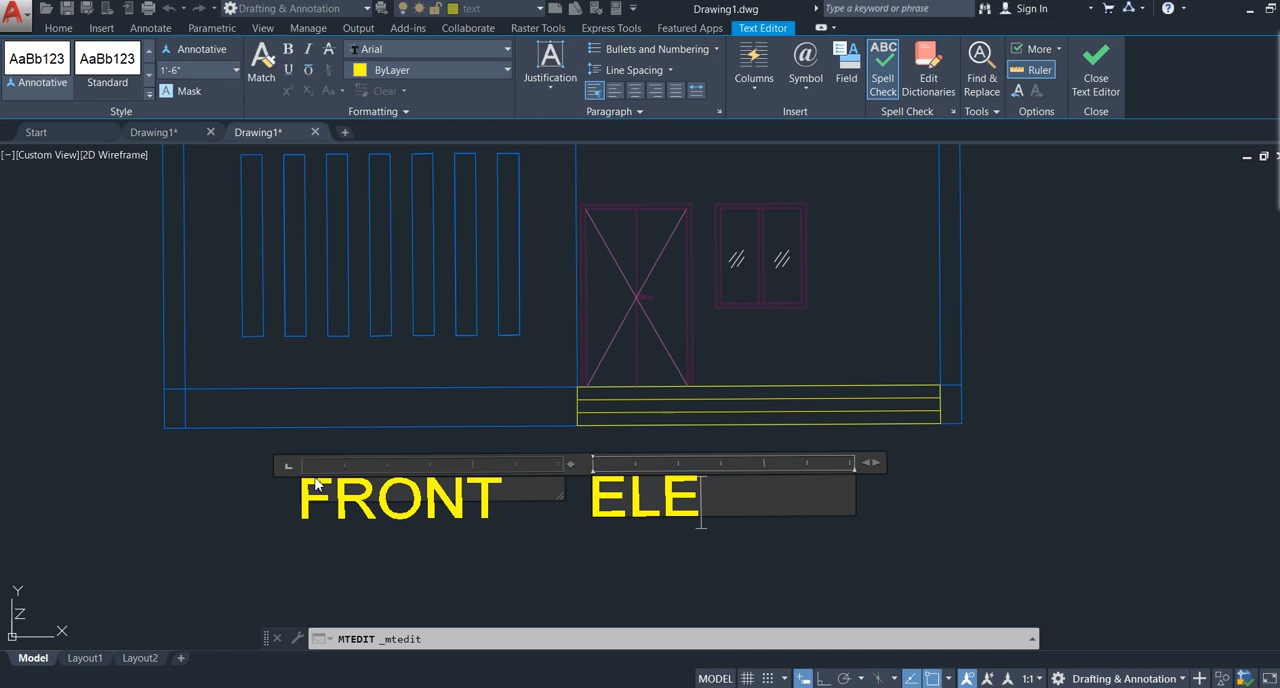 Drafting & Annotation
text
Drawing1.dwg
Type a keyword or phrase
Sign In
Home
Insert
Annotate
Parametric
View
Manage
Output
Add-ins
Collaborate
Raster Tools
Express Tools
Featured Apps
Text Editor
AaBb123
AaBb123
Annotative
Standard
Annotative
1'-6"
Mask
Style
Match
Arial
ByLayer
Clear
Formatting
Justification
Bullets and Numbering
Line Spacing
Paragraph
Columns
Symbol
Field
Insert
ABC
Spell
Check
Edit
Dictionaries
Spell Check
Find &
Replace
Tools
More
Ruler
Options
Close
Text Editor
Close
Start
Drawing1*
Drawing1*
[−][Custom View][2D Wireframe]
FRONT ELE
Y
Z
X
MTEDIT _mtedit
Model
Layout1
Layout2
MODEL
1:1
Drafting & Annotation